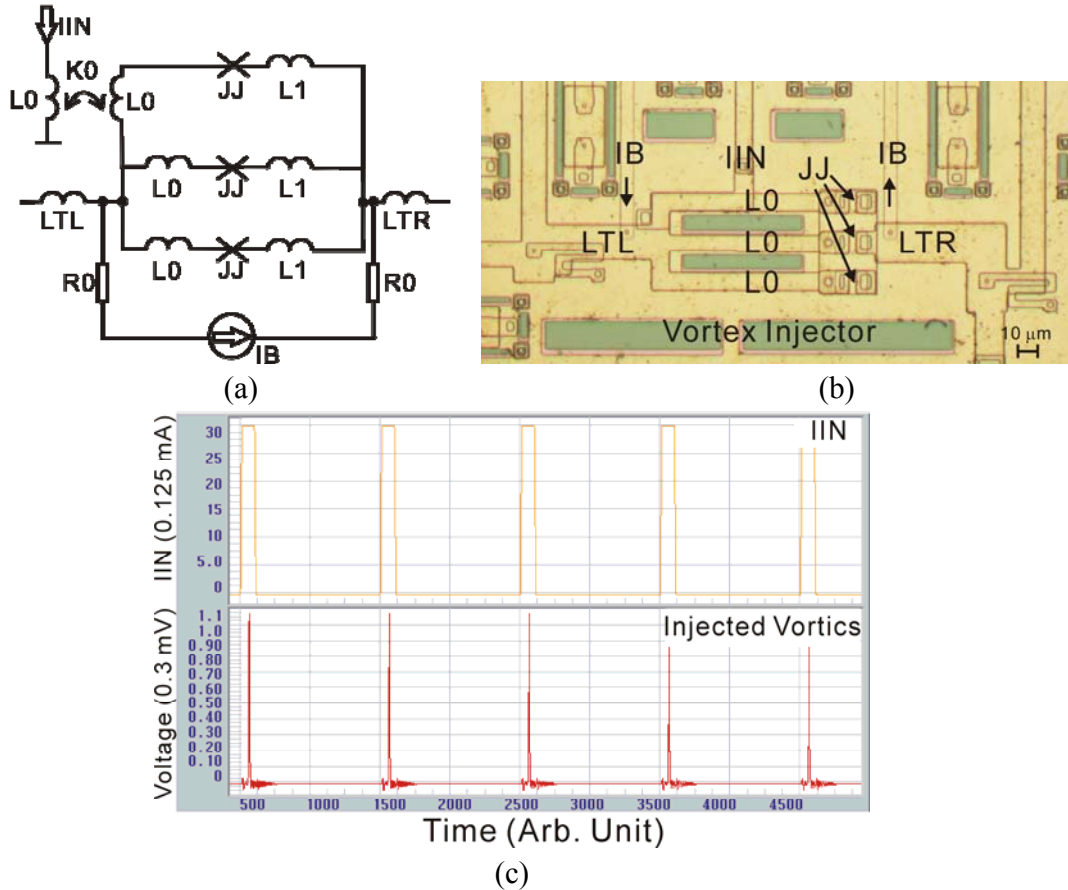 IIN
K0
L0
L0
JJ
L1
L0
JJ
L1
LTL
LTR
L0
JJ
L1
R0
R0
IB
(a)
IB
IIN
JJ
IB
L0
LTL
L0
LTR
L0
Vortex Injector
10 μm
(b)
IIN (0.125 mA)
30
25
20
15
10
5.0
0
IIN
Voltage (0.3 mV)
1.1
1.0
0.90
0.80
0.70
0.60
0.50
0.40
0.30
0.20
0.10
0
Injected Vortics
500 1000 1500 2000 2500 3000 3500 4000 4500
Time (Arb. Unit)
(c)